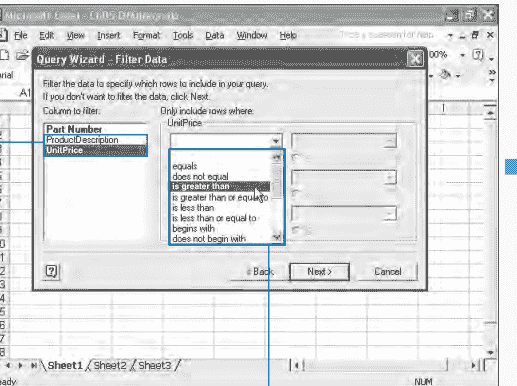 Microsoft Excel
File Edit View Insert Format Tools Data Window Help
Query Wizard - Filter Data
00%
Filter the data to specify which rows to include in your query.
If you don't want to filter the data, click Next.
Column to filter:
Only include rows where:
Part Number
ProductDescription
UnitPrice
UnitPrice
equals
does not equal
is greater than
is greater than or equal to
is less than
is less than or equal to
begins with
does not begin with
< Back
Next >
Cancel
Sheet1 / Sheet2 / Sheet3 /
NUM